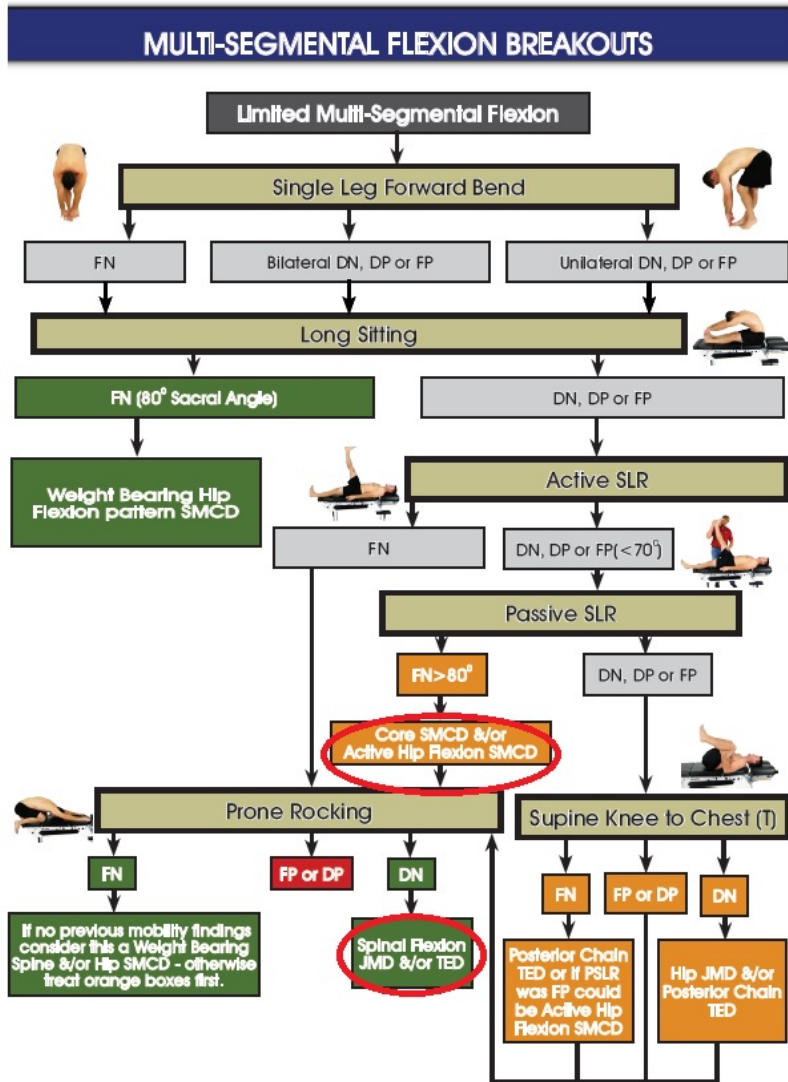 MULTI-SEGMENTAL FLEXION BREAKOUTS
Limited Multi-Segmental Flexion
Single Leg Forward Bend
FN
Bilateral DN, DP or FP
Unilateral DN, DP or FP
Long Sitting
FN (80⁰ Sacral Angle)
DN, DP or FP
Weight Bearing Hip
Flexion pattern SMCD
Active SLR
FN
DN, DP or FP(<70⁰)
Passive SLR
FN>80⁰
DN, DP or FP
Core SMCD &/or
Active Hip Flexion SMCD
Prone Rocking
Supine Knee to Chest (T)
FN
FP or DP
DN
FN
FP or DP
DN
If no previous mobility findings
consider this a Weight Bearing
Spine &/or Hip SMCD - otherwise
treat orange boxes first.
Spinal Flexion
JMD &/or TED
Posterior Chain
TED or if PSLR
was FP could
be Active Hip
Flexion SMCD
Hip JMD &/or
Posterior Chain
TED